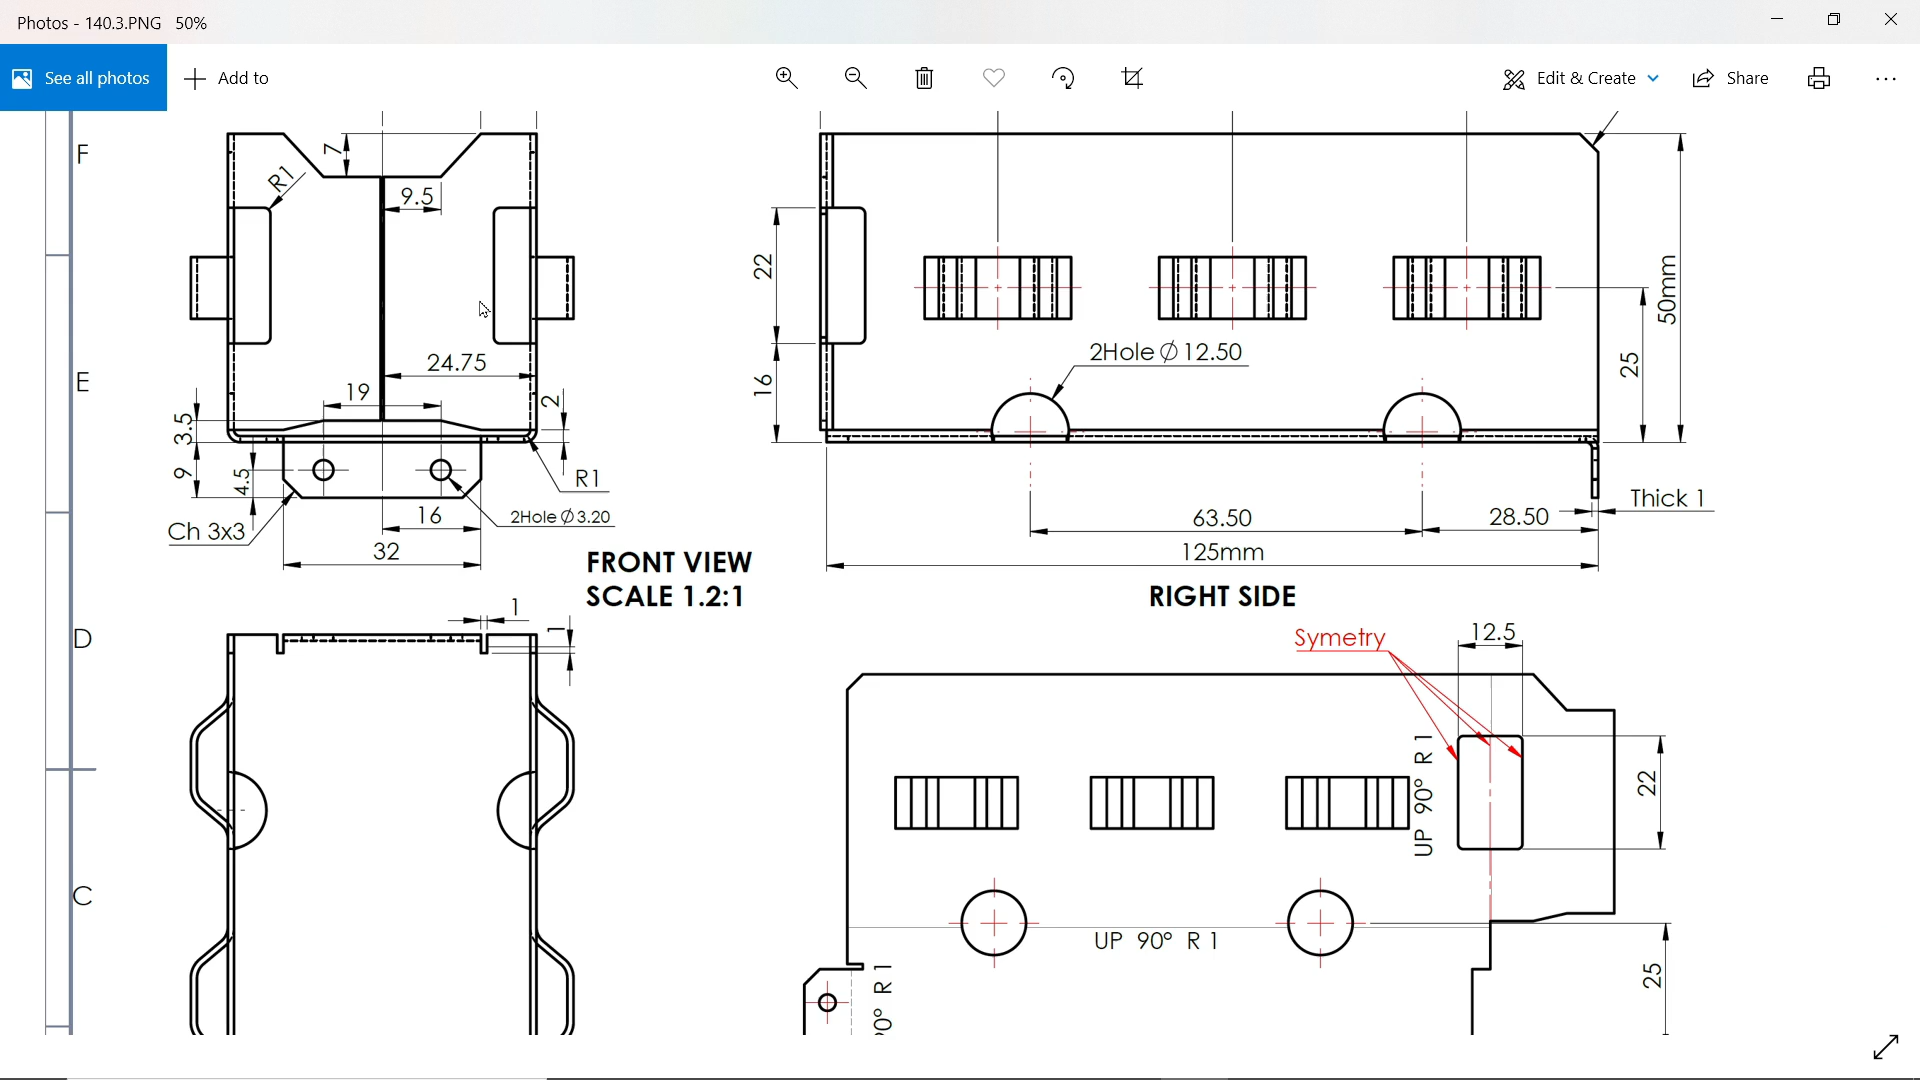 Photos - 140.3.PNG 50%
See all photos
Add to
Edit & Create
Share
F
7
R1
9.5
22
50mm
25
2Hole Ø 12.50
24.75
E
19
2
16
3.5
9
4.5
R1
Thick 1
16
2Hole Ø 3.20
63.50
28.50
Ch 3x3
32
125mm
FRONT VIEW
SCALE 1.2:1
RIGHT SIDE
1
1
D
Symetry
12.5
UP 90° R 1
22
C
UP 90° R 1
25
0° R 1